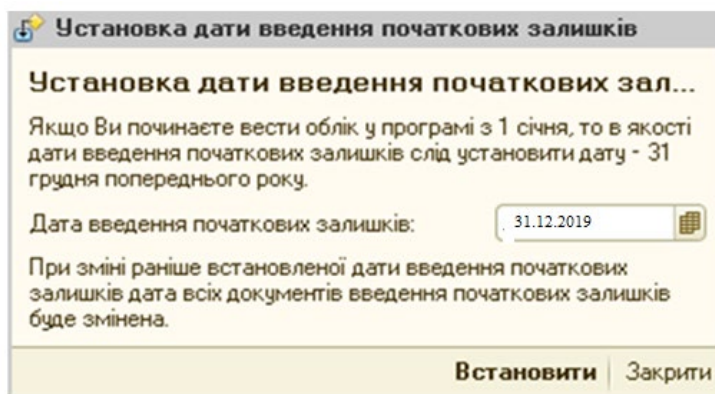 Установка дати введення початкових залишків
Установка дати введення початкових зал...
Якщо Ви починаєте вести облік у програмі з 1 січня, то в якості
дати введення початкових залишків слід установити дату - 31
грудня попереднього року.
Дата введення початкових залишків: 31.12.2019
При зміні раніше встановленої дати введення початкових
залишків дата всіх документів введення початкових залишків
буде змінена.
Встановити Закрити